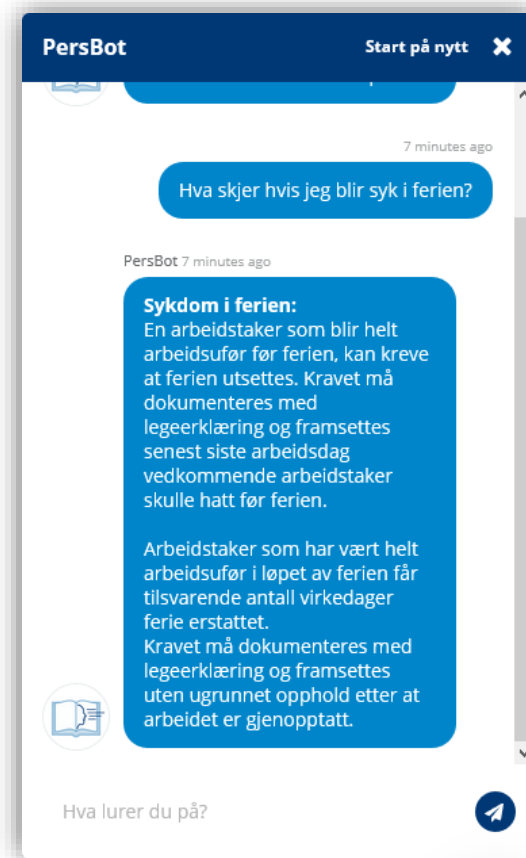 PersBot
Start på nytt
7 minutes ago
Hva skjer hvis jeg blir syk i ferien?
PersBot 7 minutes ago
Sykdom i ferien:
En arbeidstaker som blir helt
arbeidsufør før ferien, kan kreve
at ferien utsettes. Kravet må
dokumenteres med
legeerklæring og framsettes
senest siste arbeidsdag
vedkommende arbeidstaker
skulle hatt før ferien.
Arbeidstaker som har vært helt
arbeidsufør i løpet av ferien får
tilsvarende antall virkedager
ferie erstattet.
Kravet må dokumenteres med
legeerklæring og framsettes
uten ugrunnet opphold etter at
arbeidet er gjenopptatt.
Hva lurer du på?